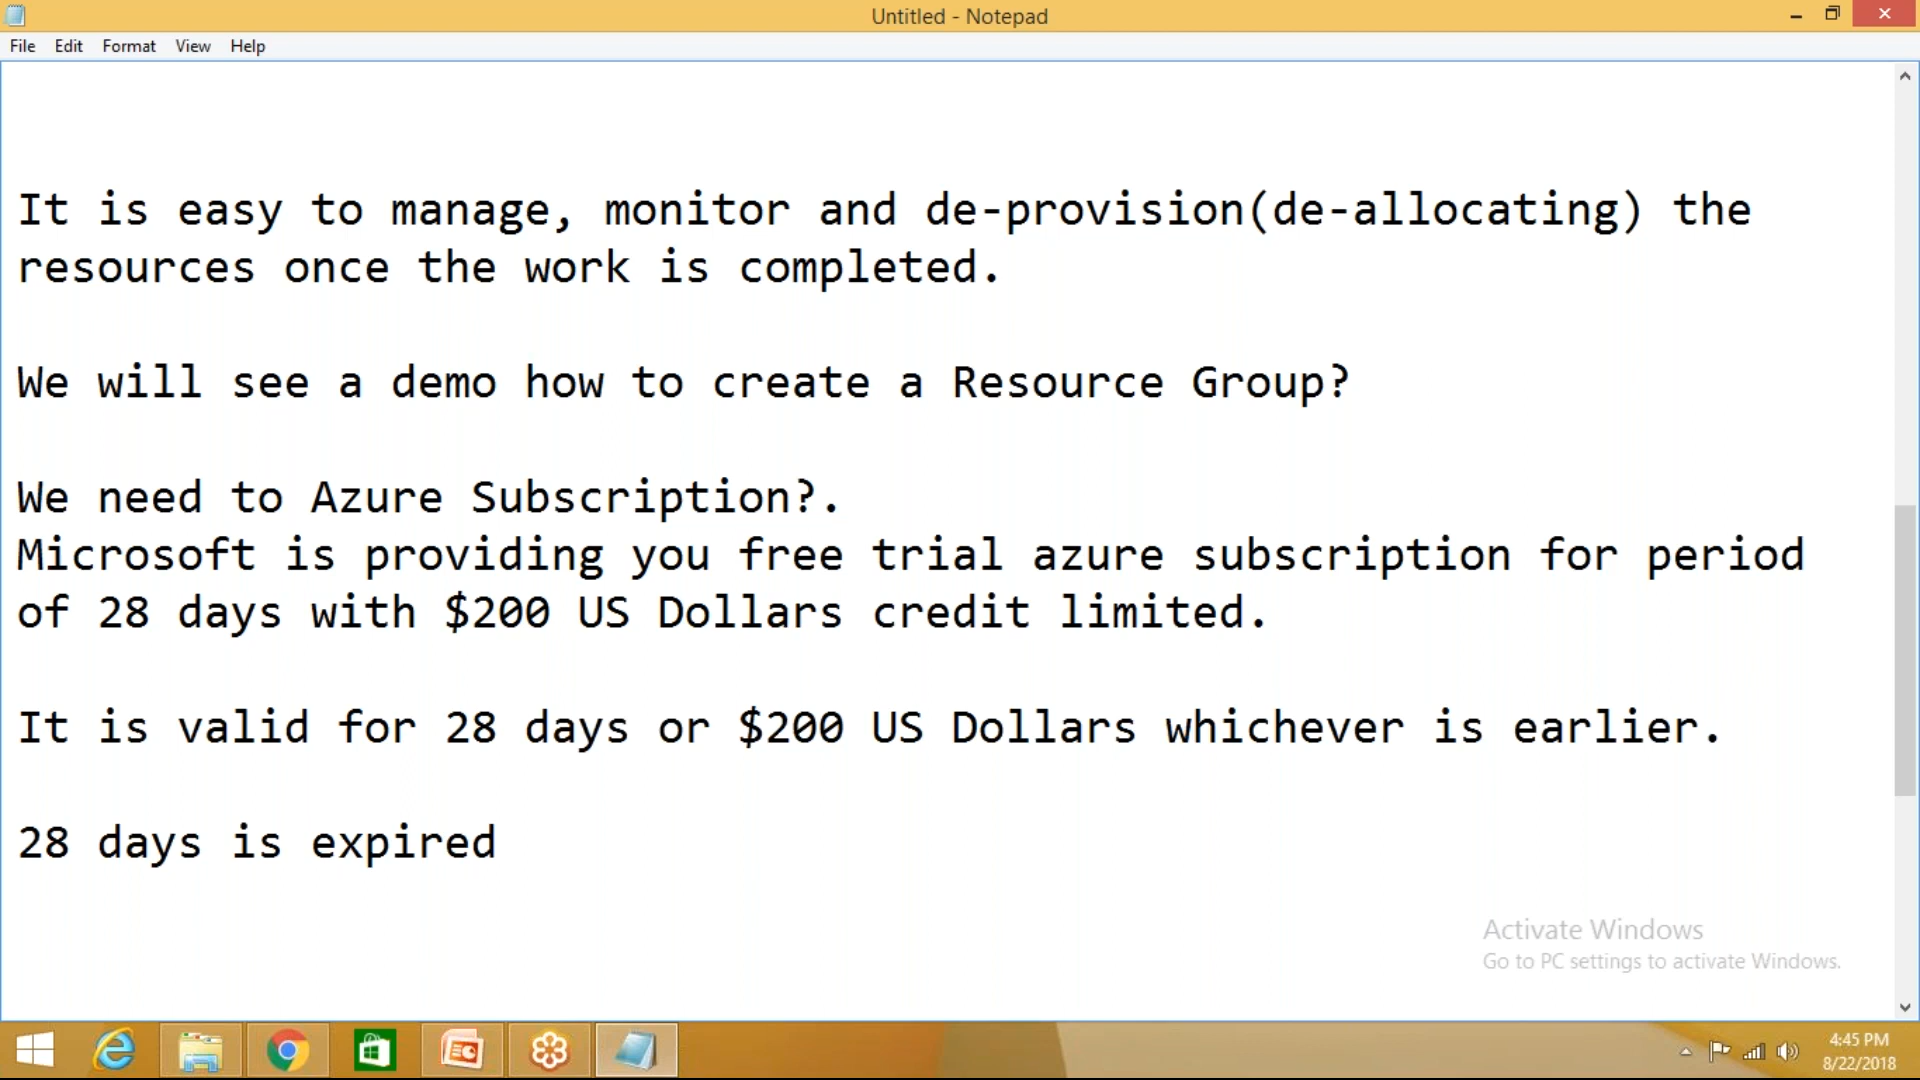 Untitled - Notepad
File Edit Format View Help
It is easy to manage, monitor and de-provision(de-allocating) the
resources once the work is completed.
We will see a demo how to create a Resource Group?
We need to Azure Subscription?.
Microsoft is providing you free trial azure subscription for period
of 28 days with $200 US Dollars credit limited.
It is valid for 28 days or $200 US Dollars whichever is earlier.
28 days is expired
Activate Windows
Go to PC settings to activate Windows.
4:45 PM
8/22/2018